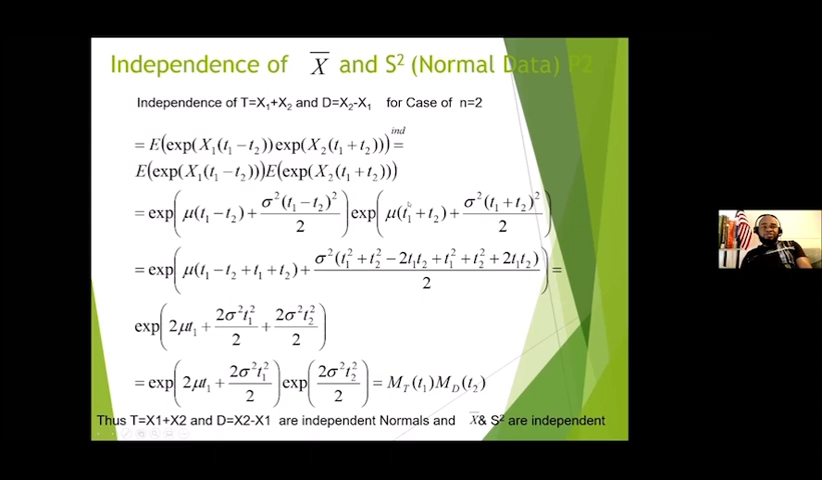 Independence of X̅ and S² (Normal Data) P2
Independence of T=X₁+X₂ and D=X₂-X₁ for Case of n=2
= E(exp(X₁(t₁ − t₂))exp(X₂(t₁ + t₂))) ind=
E(exp(X₁(t₁ − t₂)))E(exp(X₂(t₁ + t₂)))
= exp(μ(t₁ − t₂) + σ²(t₁ − t₂)²/2) exp(μ(t₁ + t₂) + σ²(t₁ + t₂)²/2)
= exp(μ(t₁ − t₂ + t₁ + t₂) + σ²(t₁² + t₂² − 2t₁t₂ + t₁² + t₂² + 2t₁t₂)/2) =
exp(2μt₁ + 2σ²t₁²/2 + 2σ²t₂²/2)
= exp(2μt₁ + 2σ²t₁²/2) exp(2σ²t₂²/2) = M_T(t₁)M_D(t₂)
Thus T=X1+X2 and D=X2-X1 are independent Normals and X̅& S² are independent